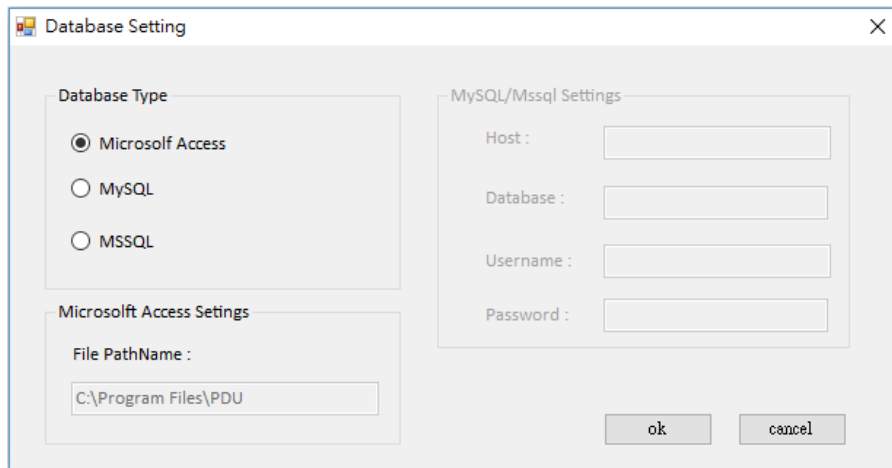 Database Setting
Database Type
Microsolf Access
MySQL
MSSQL
Microsolft Access Setings
File PathName :
C:\Program Files\PDU
MySQL/Mssql Settings
Host :
Database :
Username :
Password :
ok
cancel